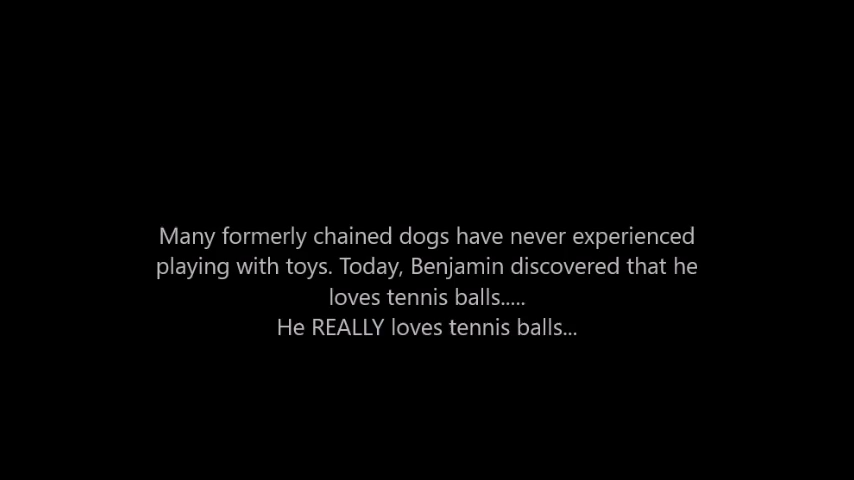 Many formerly chained dogs have never experienced
playing with toys. Today, Benjamin discovered that he
loves tennis balls.....
He REALLY loves tennis balls...